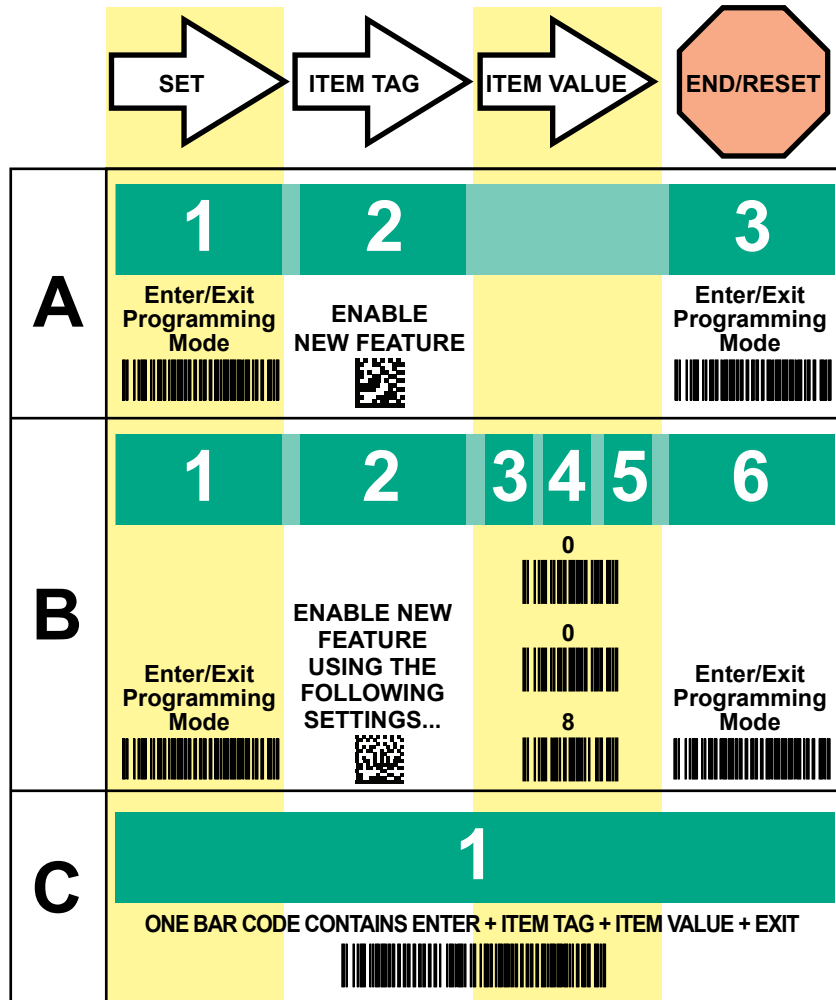 SET
ITEM TAG
ITEM VALUE
END/RESET
A
1
2
3
Enter/Exit
Programming
Mode
ENABLE
NEW FEATURE
Enter/Exit
Programming
Mode
B
1
2
3
4
5
6
Enter/Exit
Programming
Mode
ENABLE NEW
FEATURE
USING THE
FOLLOWING
SETTINGS...
0
0
8
Enter/Exit
Programming
Mode
C
1
ONE BAR CODE CONTAINS ENTER + ITEM TAG + ITEM VALUE + EXIT